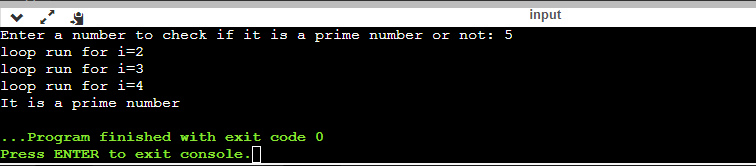 input
Enter a number to check if it is a prime number or not: 5
loop run for i=2
loop run for i=3
loop run for i=4
It is a prime number
...Program finished with exit code 0
Press ENTER to exit console.